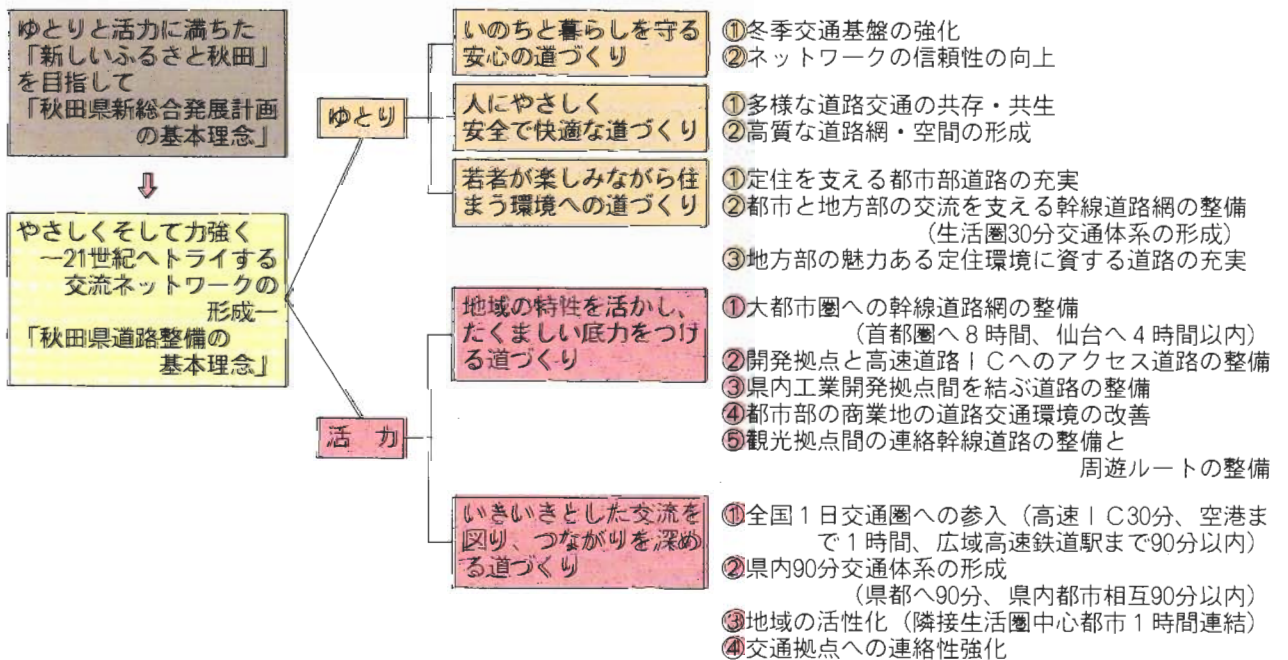 ゆとりと活力に満ちた
「新しいふるさと秋田」
を目指して
「秋田県新総合発展計画
の基本理念」
やさしくそして力強く
—21世紀へトライする
交流ネットワークの
形成—
「秋田県道路整備の
基本理念」
ゆとり
いのちと暮らしを守る
安心の道づくり
①冬季交通基盤の強化
②ネットワークの信頼性の向上
人にやさしく
安全で快適な道づくり
①多様な道路交通の共存・共生
②高質な道路網・空間の形成
若者が楽しみながら住
まう環境への道づくり
①定住を支える都市部道路の充実
②都市と地方部の交流を支える幹線道路網の整備
(生活圏30分交通体系の形成)
③地方部の魅力ある定住環境に資する道路の充実
活 力
地域の特性を活かし、
たくましい底力をつけ
る道づくり
①大都市圏への幹線道路網の整備
(首都圏へ8時間、仙台へ4時間以内)
②開発拠点と高速道路ICへのアクセス道路の整備
③県内工業開発拠点間を結ぶ道路の整備
④都市部の商業地の道路交通環境の改善
⑤観光拠点間の連絡幹線道路の整備と
周遊ルートの整備
いきいきとした交流を
図り、つながりを深め
る道づくり
①全国1日交通圏への参入(高速IC30分、空港ま
で1時間、広域高速鉄道駅まで90分以内)
②県内90分交通体系の形成
(県都へ90分、県内都市相互90分以内)
③地域の活性化(隣接生活圏中心都市1時間連結)
④交通拠点への連絡性強化